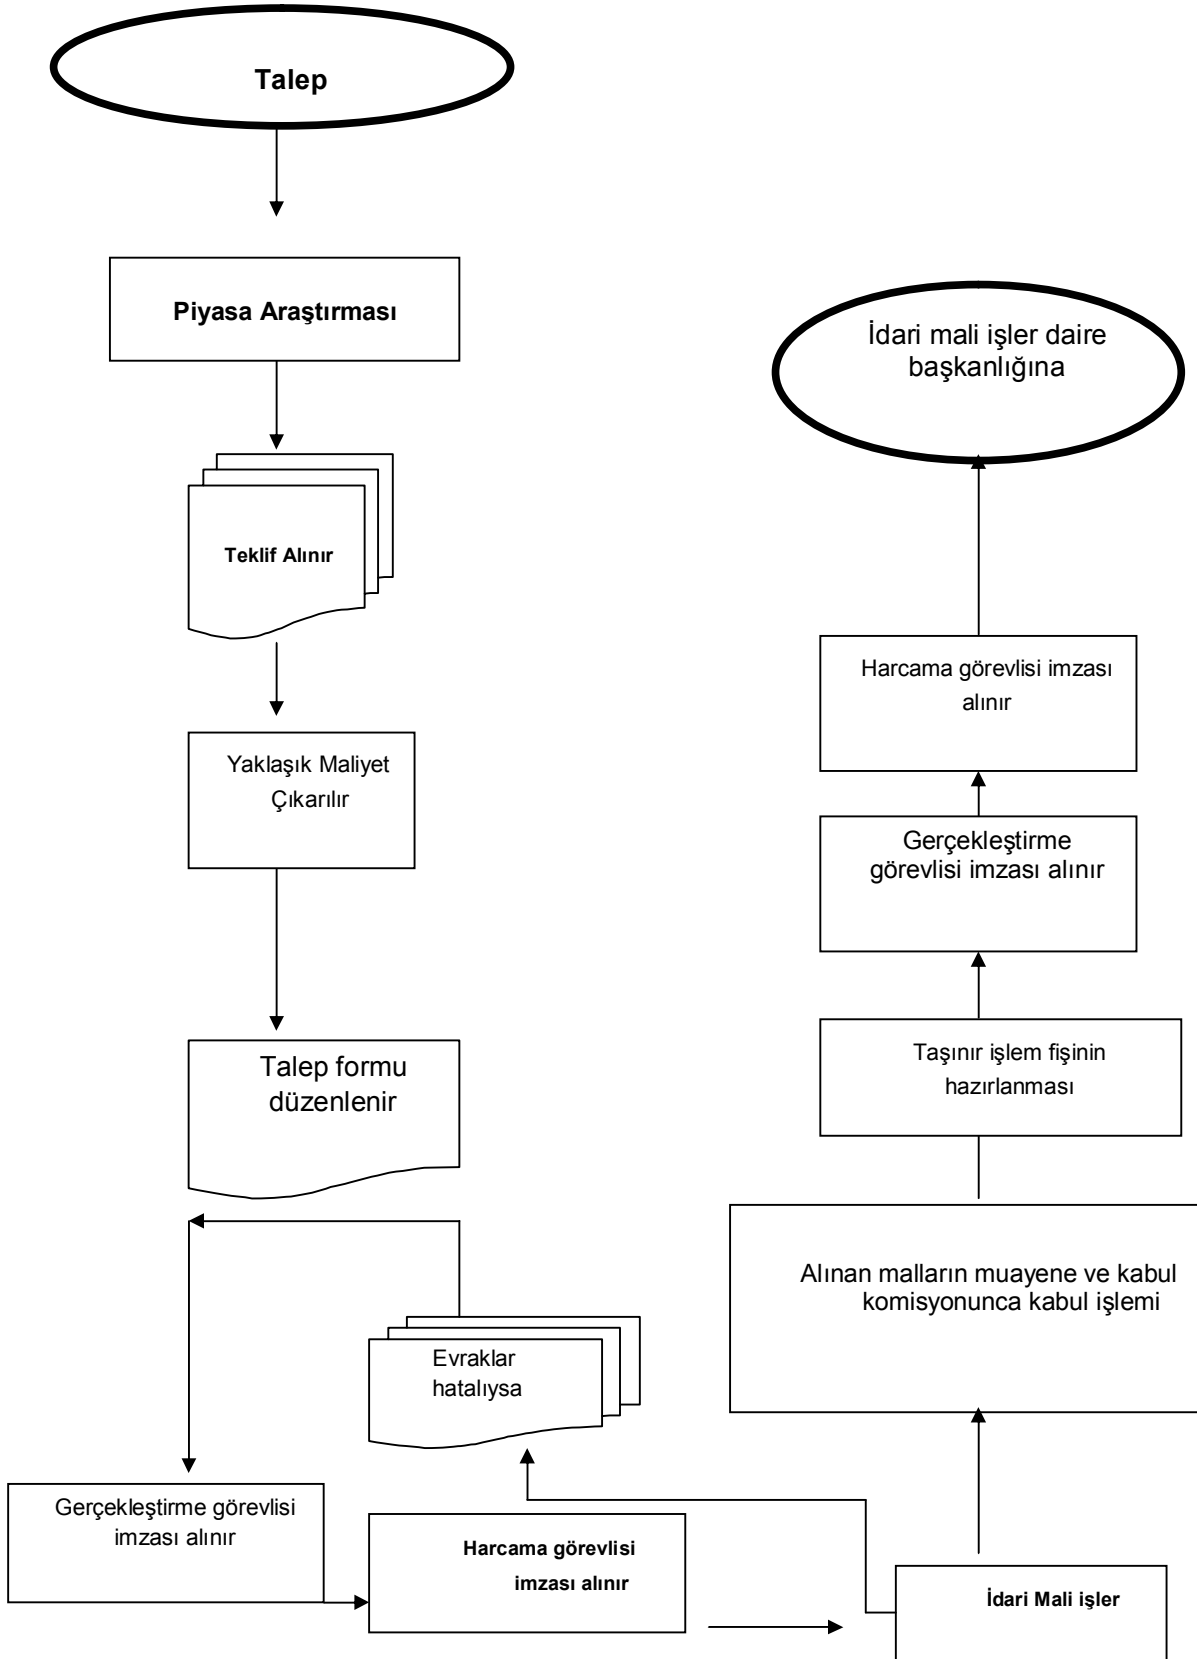 Talep
Piyasa Araştırması
Teklif Alınır
Yaklaşık Maliyet
Çıkarılır
Talep formu
düzenlenir
Evraklar
hatalıysa
Gerçekleştirme görevlisi
imzası alınır
Harcama görevlisi
imzası alınır
İdari Mali işler
Alınan malların muayene ve kabul
komisyonunca kabul işlemi
Taşınır işlem fişinin
hazırlanması
Gerçekleştirme
görevlisi imzası alınır
Harcama görevlisi imzası
alınır
İdari mali işler daire
başkanlığına